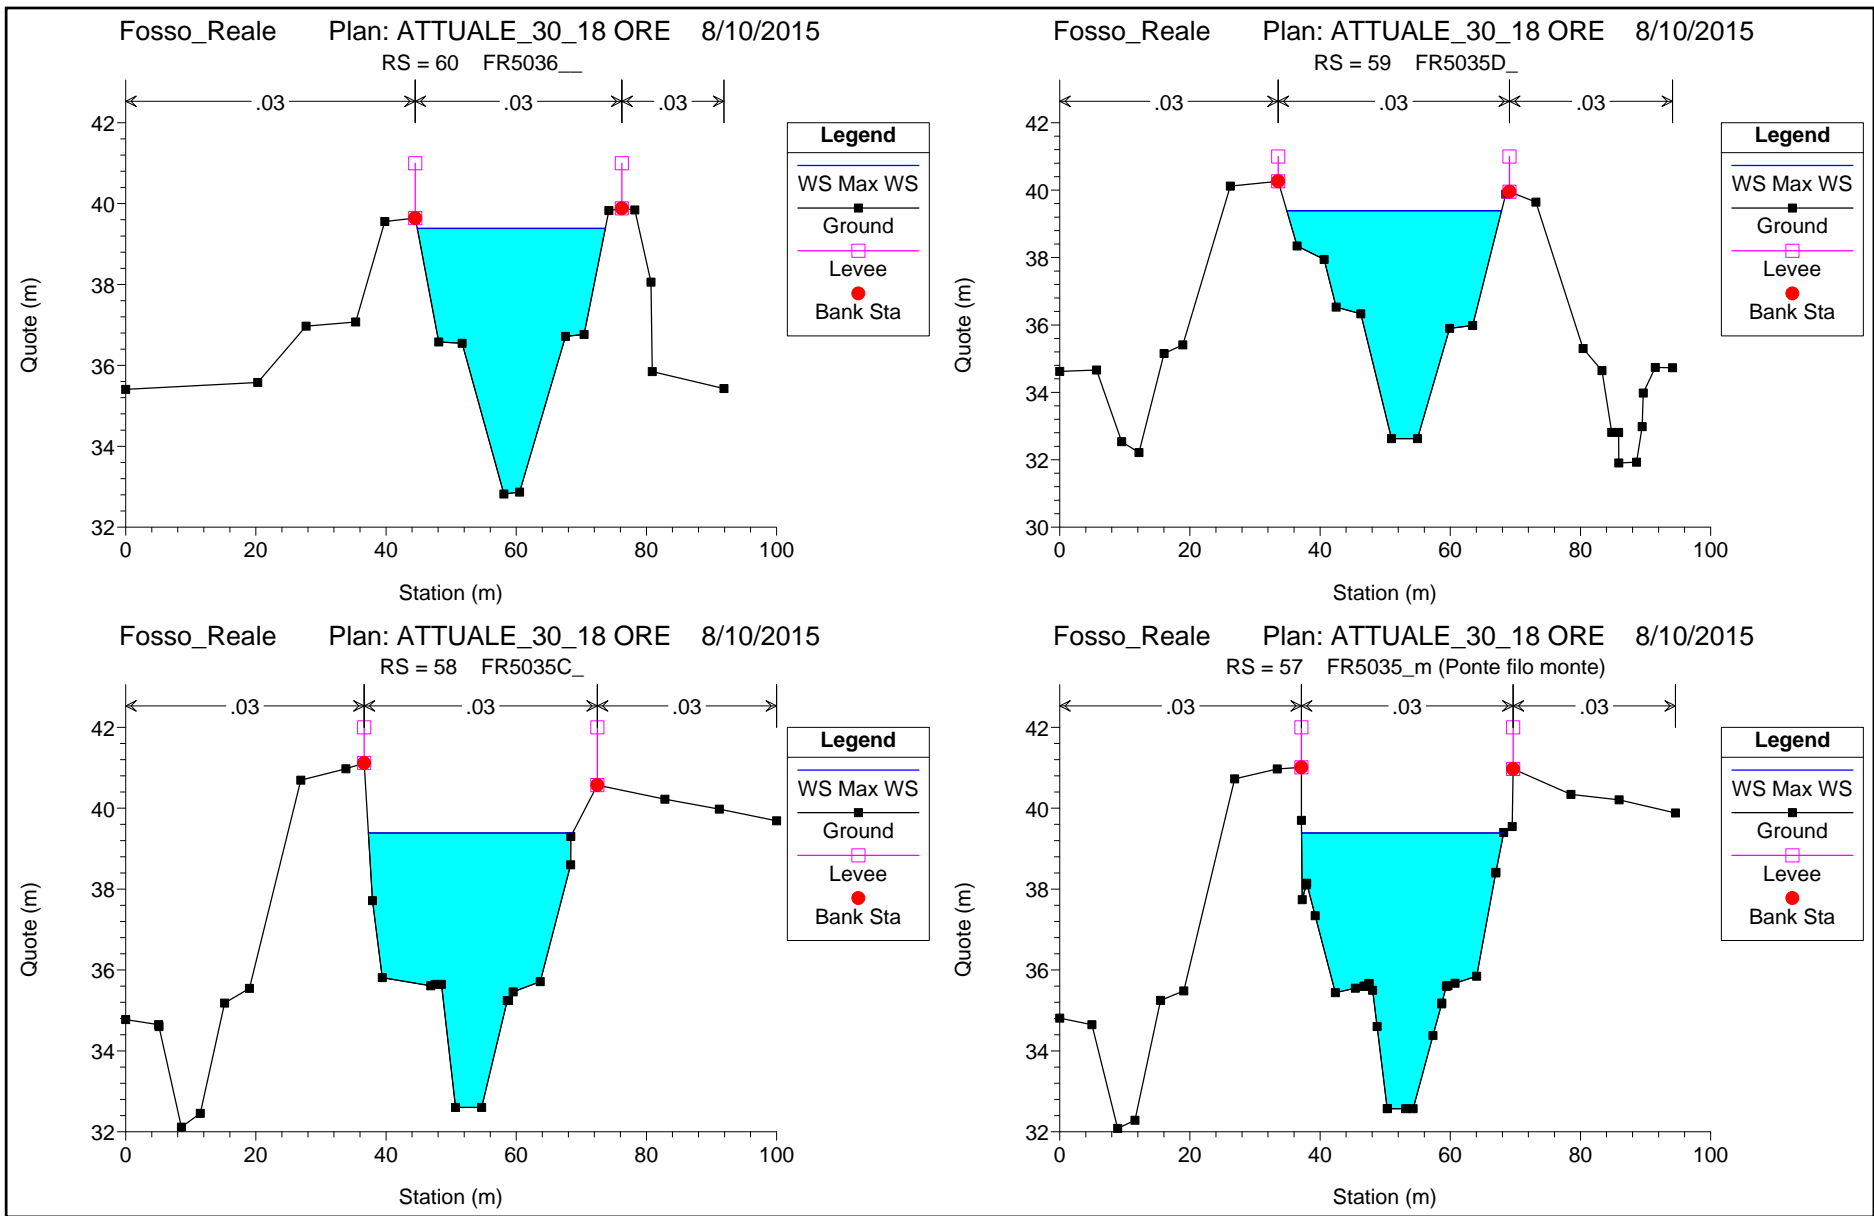 Fosso_Reale Plan: ATTUALE_30_18 ORE 8/10/2015
RS = 60 FR5036__
.03 .03 .03
42
40
38
36
34
32
0 20 40 60 80 100
Quote (m)
Station (m)
Legend
WS Max WS
Ground
Levee
Bank Sta
Fosso_Reale Plan: ATTUALE_30_18 ORE 8/10/2015
RS = 59 FR5035D_
.03 .03 .03
42
40
38
36
34
32
30
0 20 40 60 80 100
Quote (m)
Station (m)
Legend
WS Max WS
Ground
Levee
Bank Sta
Fosso_Reale Plan: ATTUALE_30_18 ORE 8/10/2015
RS = 58 FR5035C_
.03 .03 .03
42
40
38
36
34
32
0 20 40 60 80 100
Quote (m)
Station (m)
Legend
WS Max WS
Ground
Levee
Bank Sta
Fosso_Reale Plan: ATTUALE_30_18 ORE 8/10/2015
RS = 57 FR5035_m (Ponte filo monte)
.03 .03 .03
42
40
38
36
34
32
0 20 40 60 80 100
Quote (m)
Station (m)
Legend
WS Max WS
Ground
Levee
Bank Sta